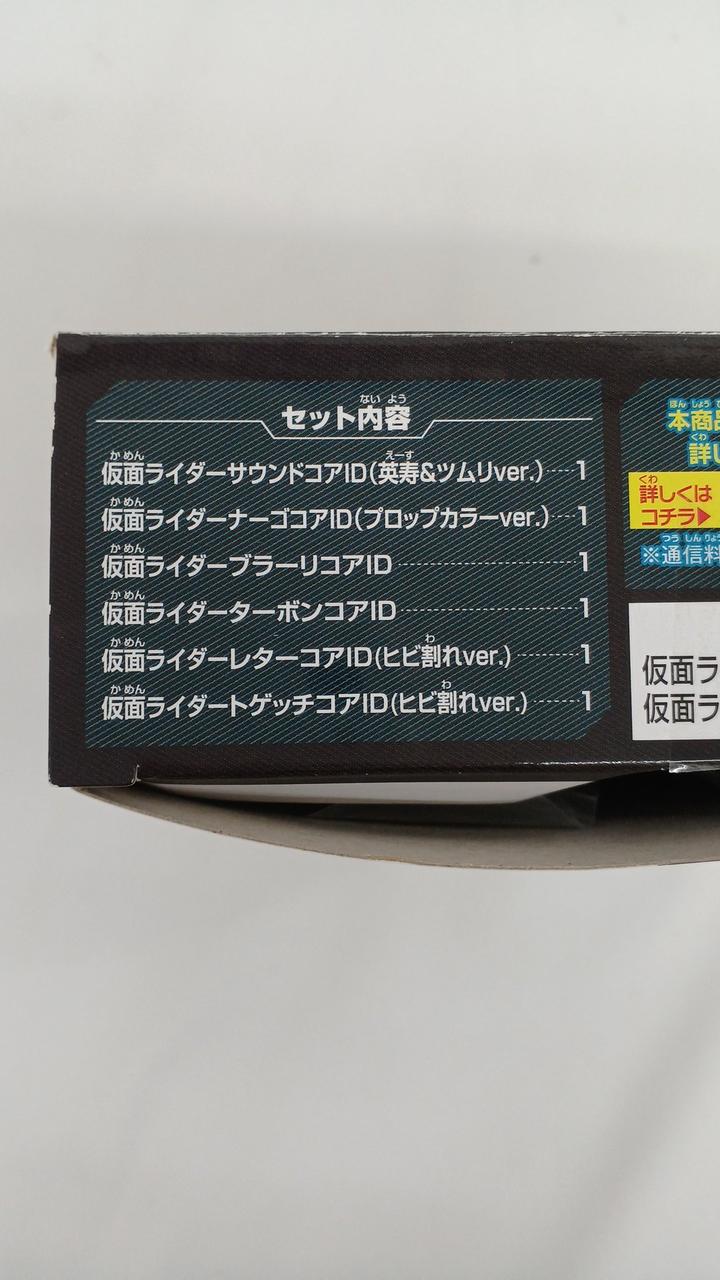 セット内容
仮面ライダーサウンドコアID(英寿&ツムリver.)……1
仮面ライダーナーゴコアID(プロップカラーver.)…1
仮面ライダーブラーリコアID……1
仮面ライダーターボンコアID……1
仮面ライダーレターコアID(ヒビ割れver.)……1
仮面ライダートゲッチコアID(ヒビ割れver.)……1
本商品
詳し
詳しくは
コチラ▶
※通信料
仮面ラ
仮面ラ